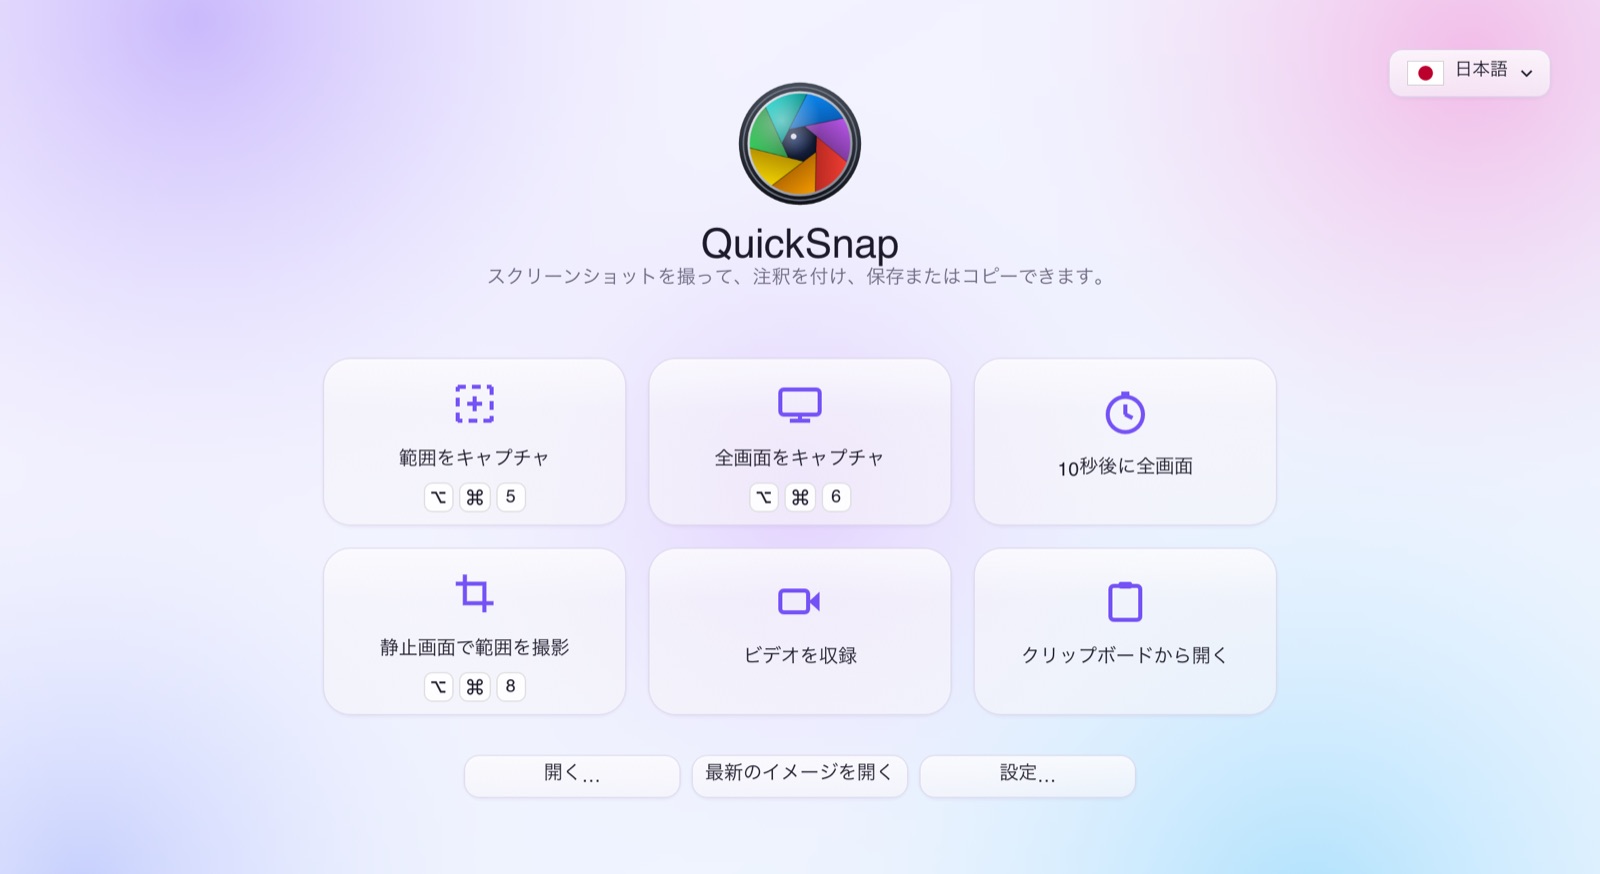 日本語
QuickSnap
スクリーンショットを撮って、注釈を付け、保存またはコピーできます。
範囲をキャプチャ
⌥ ⌘ 5
全画面をキャプチャ
⌥ ⌘ 6
10秒後に全画面
静止画面で範囲を撮影
⌥ ⌘ 8
ビデオを収録
クリップボードから開く
開く...
最新のイメージを開く
設定...